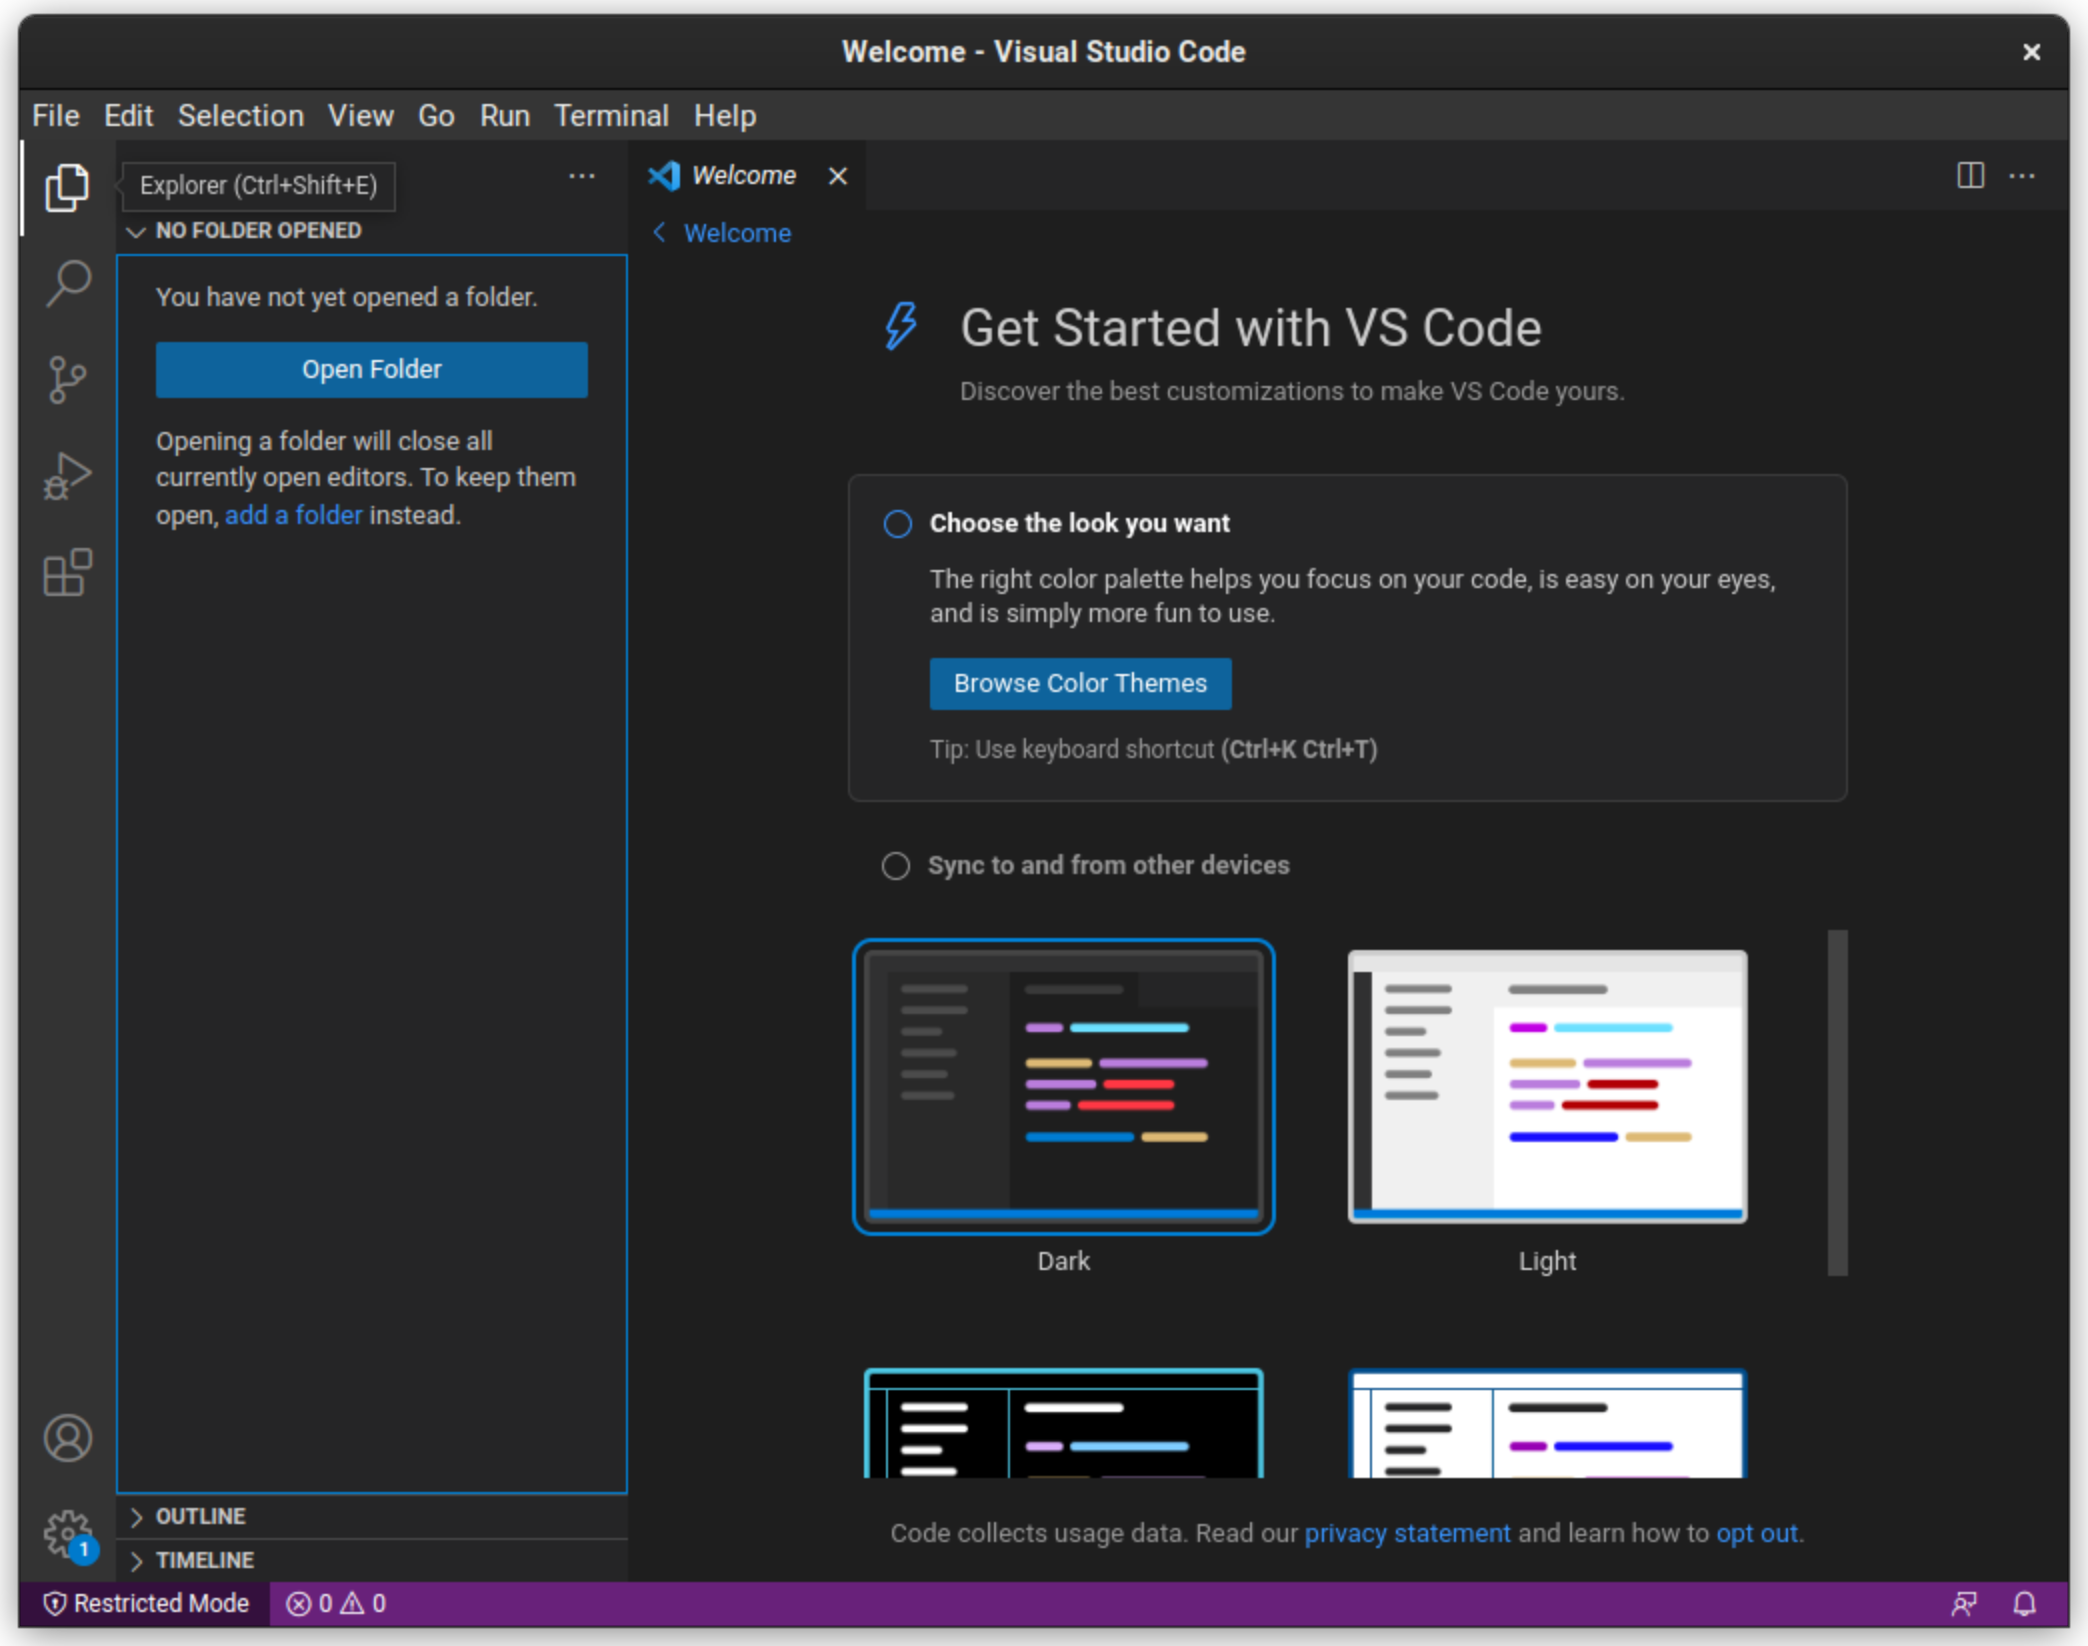 Welcome - Visual Studio Code
File Edit Selection View Go Run Terminal Help
Explorer (Ctrl+Shift+E)
NO FOLDER OPENED
You have not yet opened a folder.
Open Folder
Opening a folder will close all
currently open editors. To keep them
open, add a folder instead.
OUTLINE
TIMELINE
Welcome
Welcome
Get Started with VS Code
Discover the best customizations to make VS Code yours.
Choose the look you want
The right color palette helps you focus on your code, is easy on your eyes,
and is simply more fun to use.
Browse Color Themes
Tip: Use keyboard shortcut (Ctrl+K Ctrl+T)
Sync to and from other devices
Dark
Light
Code collects usage data. Read our privacy statement and learn how to opt out.
1
Restricted Mode 0 0